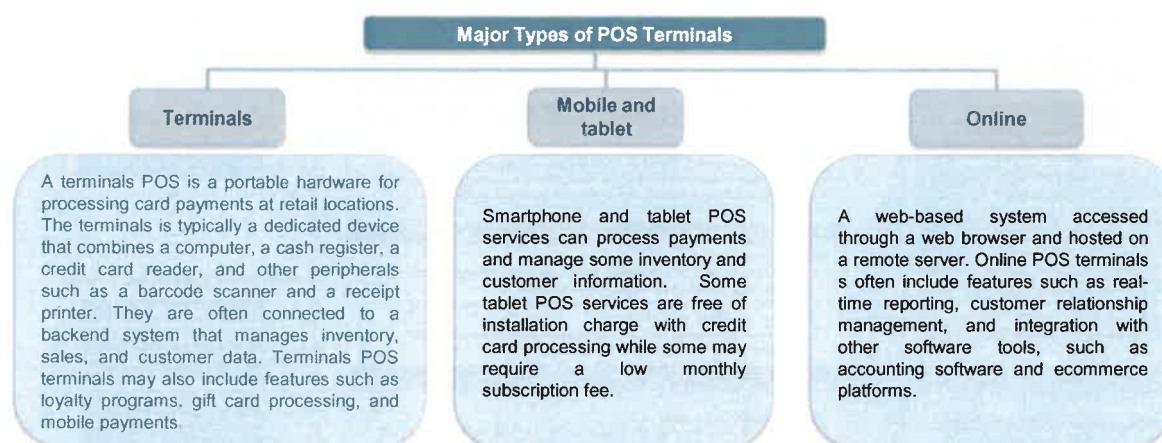 Major Types of POS Terminals
Terminals
A terminals POS is a portable hardware for
processing card payments at retail locations.
The terminals is typically a dedicated device
that combines a computer, a cash register, a
credit card reader, and other peripherals
such as a barcode scanner and a receipt
printer. They are often connected to a
backend system that manages inventory,
sales, and customer data. Terminals POS
terminals may also include features such as
loyalty programs, gift card processing, and
mobile payments
Mobile and
tablet
Smartphone and tablet POS
services can process payments
and manage some inventory and
customer information. Some
tablet POS services are free of
installation charge with credit
card processing while some may
require a low monthly
subscription fee.
Online
A web-based system accessed
through a web browser and hosted on
a remote server. Online POS terminals
s often include features such as real-
time reporting, customer relationship
management, and integration with
other software tools, such as
accounting software and ecommerce
platforms.